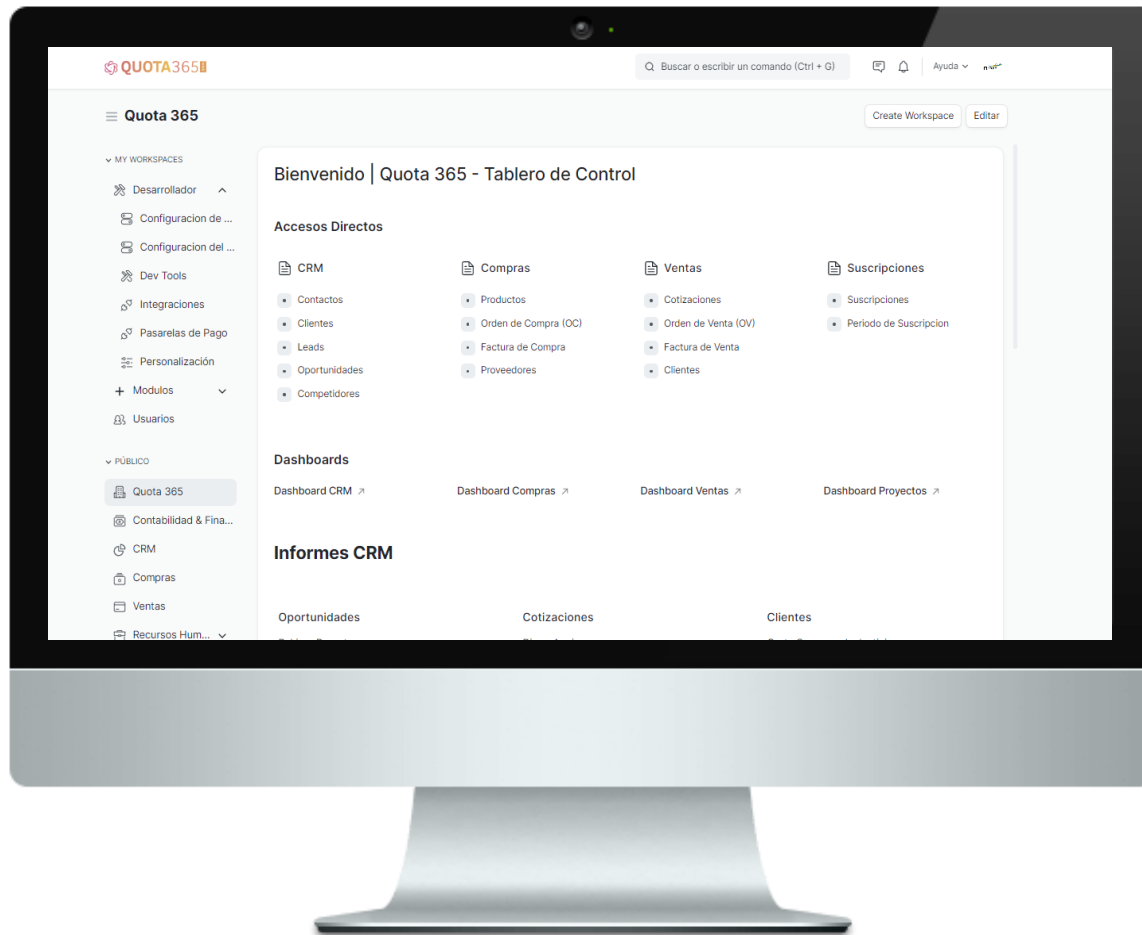 QUOTA365
Buscar o escribir un comando (Ctrl + G)
Ayuda
Quota 365
Create Workspace
Editar
MY WORKSPACES
Desarrollador
Configuracion de ...
Configuracion del ...
Dev Tools
Integraciones
Pasarelas de Pago
Personalización
Modulos
Usuarios
PÚBLICO
Quota 365
Contabilidad & Fina...
CRM
Compras
Ventas
Recursos Hum...
Bienvenido | Quota 365 - Tablero de Control
Accesos Directos
CRM
Contactos
Clientes
Leads
Oportunidades
Competidores
Compras
Productos
Orden de Compra (OC)
Factura de Compra
Proveedores
Ventas
Cotizaciones
Orden de Venta (OV)
Factura de Venta
Clientes
Suscripciones
Suscripciones
Periodo de Suscripcion
Dashboards
Dashboard CRM
Dashboard Compras
Dashboard Ventas
Dashboard Proyectos
Informes CRM
Oportunidades
Cotizaciones
Clientes